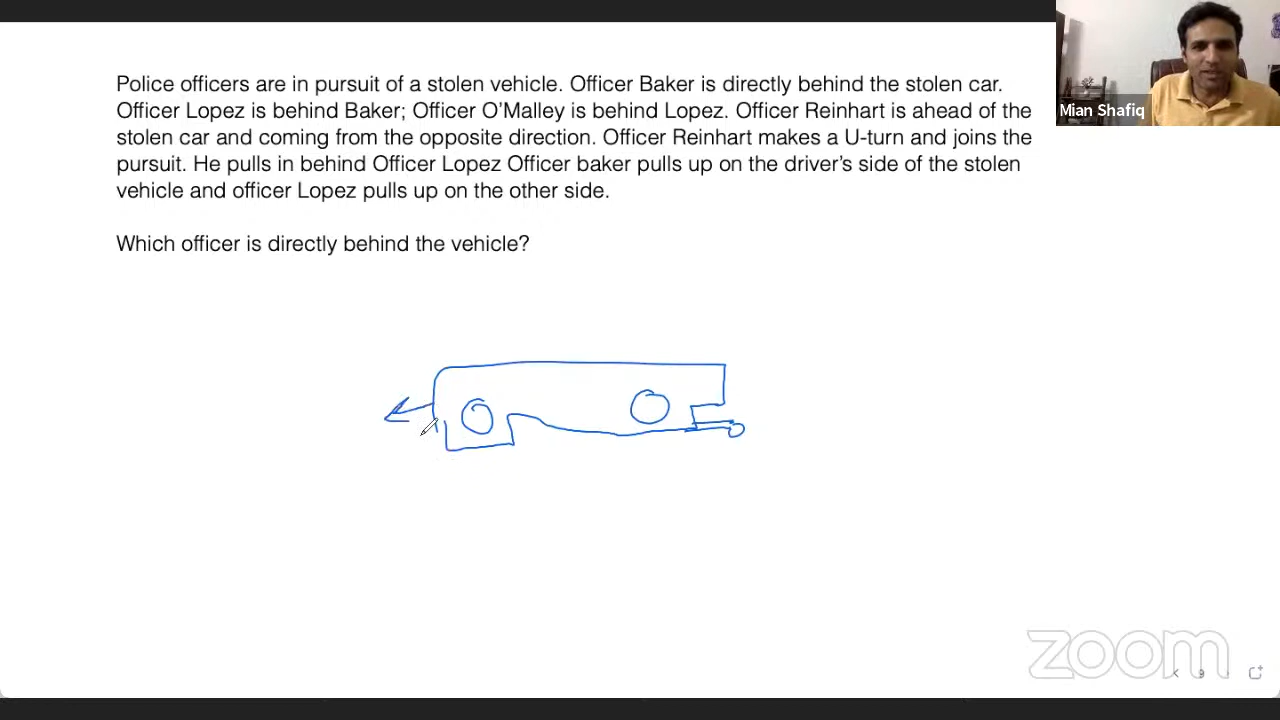 Police officers are in pursuit of a stolen vehicle. Officer Baker is directly behind the stolen car.
Officer Lopez is behind Baker; Officer O'Malley is behind Lopez. Officer Reinhart is ahead of the
stolen car and coming from the opposite direction. Officer Reinhart makes a U-turn and joins the
pursuit. He pulls in behind Officer Lopez Officer baker pulls up on the driver's side of the stolen
vehicle and officer Lopez pulls up on the other side.
Which officer is directly behind the vehicle?
Mian Shafiq
zoom
9